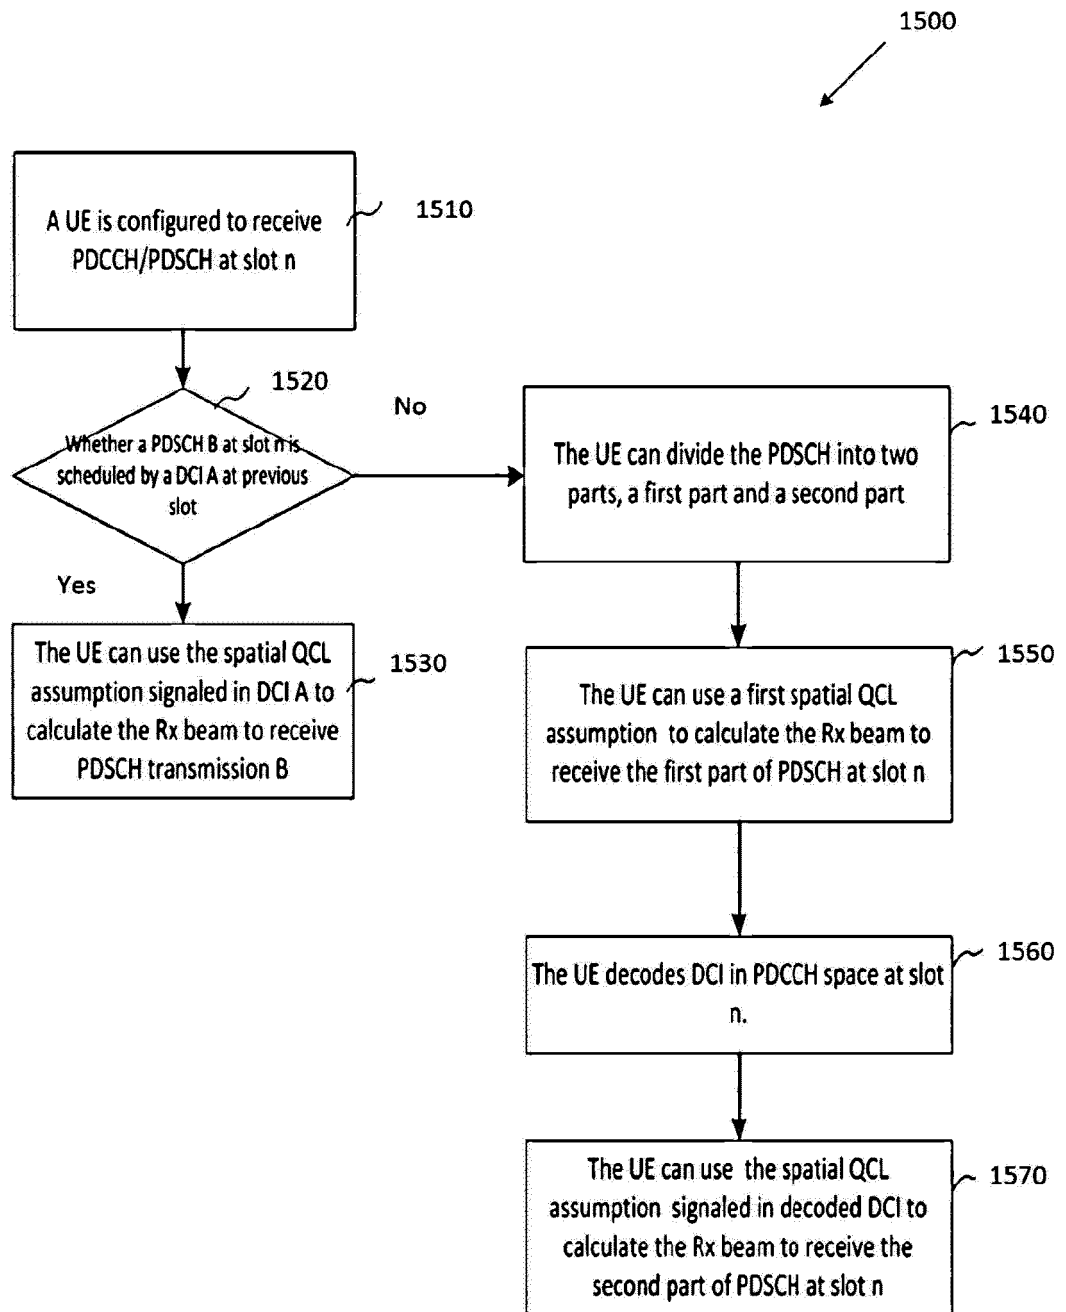 1500
A UE is configured to receive
PDCCH/PDSCH at slot n
1510
1520
Whether a PDSCH B at slot n is
scheduled by a DCI A at previous
slot
No
Yes
The UE can use the spatial QCL
assumption signaled in DCI A to
calculate the Rx beam to receive
PDSCH transmission B
1530
The UE can divide the PDSCH into two
parts, a first part and a second part
1540
The UE can use a first spatial QCL
assumption to calculate the Rx beam to
receive the first part of PDSCH at slot n
1550
The UE decodes DCI in PDCCH space at slot
n.
1560
The UE can use the spatial QCL
assumption signaled in decoded DCI to
calculate the Rx beam to receive the
second part of PDSCH at slot n
1570